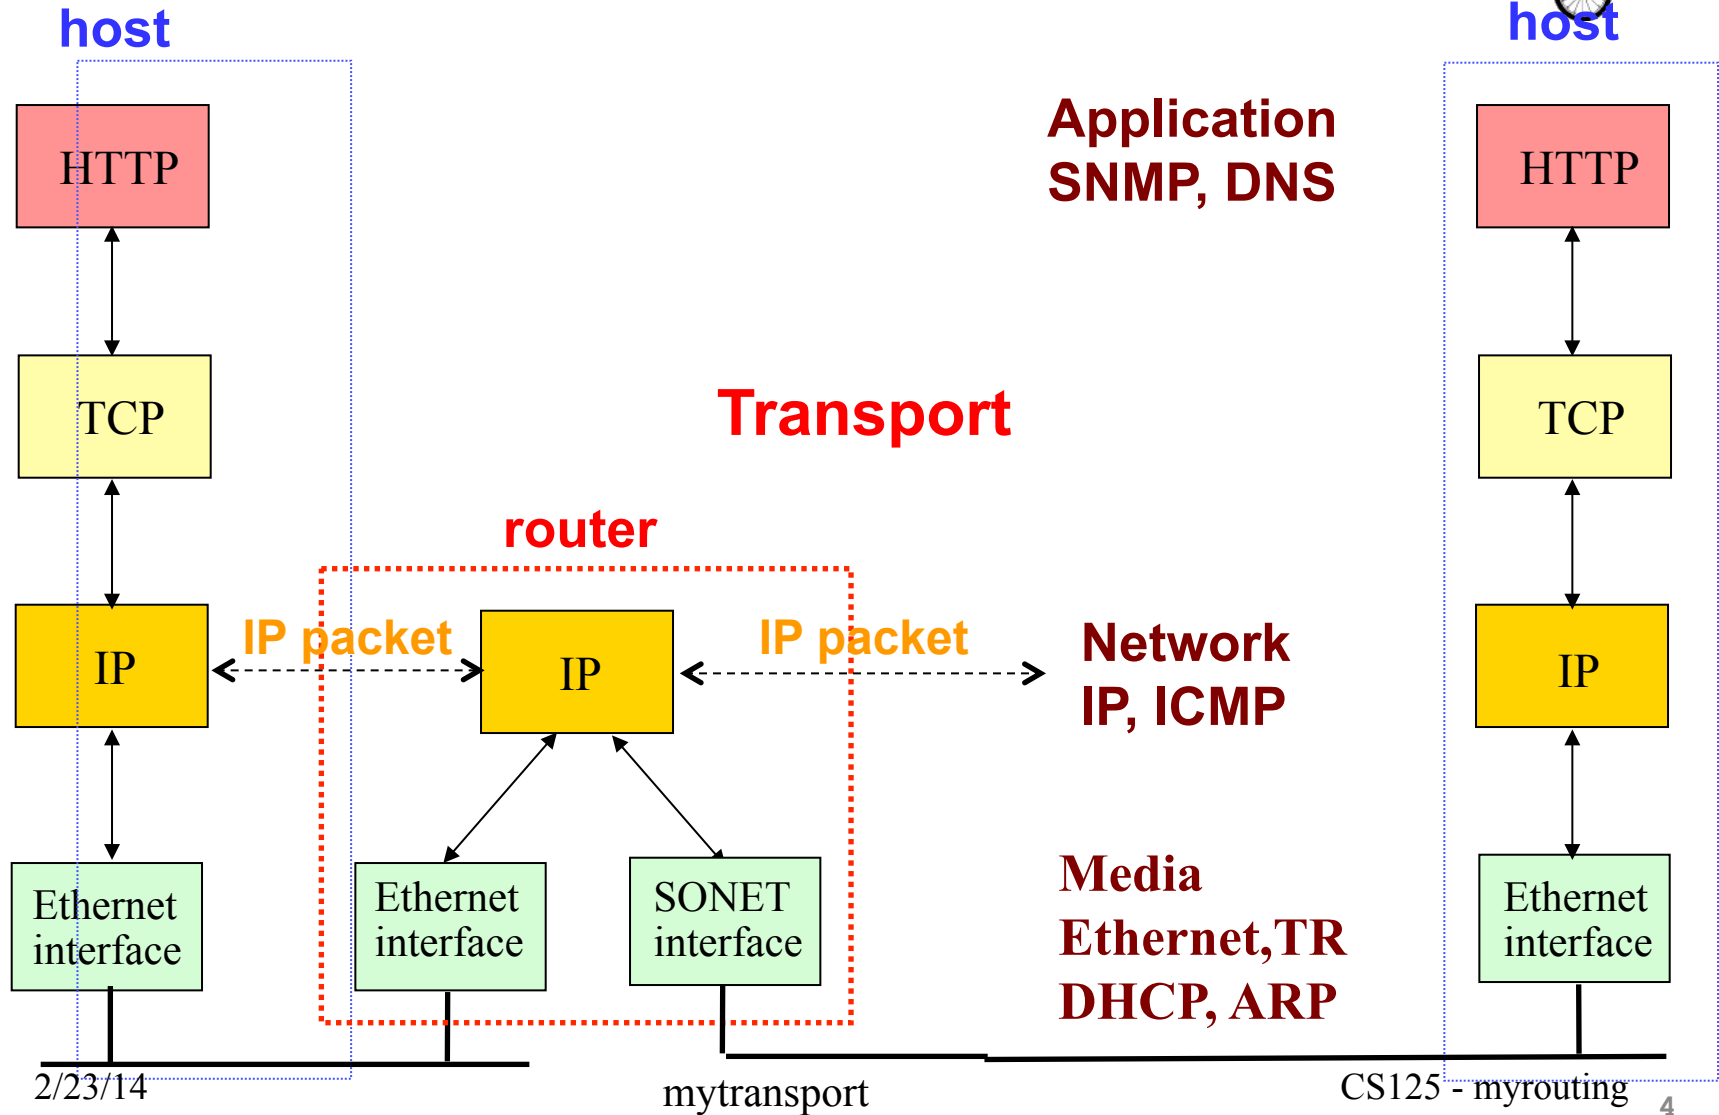 host
host
HTTP
Application
SNMP, DNS
HTTP
TCP
Transport
TCP
router
IP
IP packet
IP
IP packet
Network
IP, ICMP
IP
Ethernet
interface
Ethernet
interface
SONET
interface
Media
Ethernet,TR
DHCP, ARP
Ethernet
interface
2/23/14
mytransport
CS125 - myrouting
4